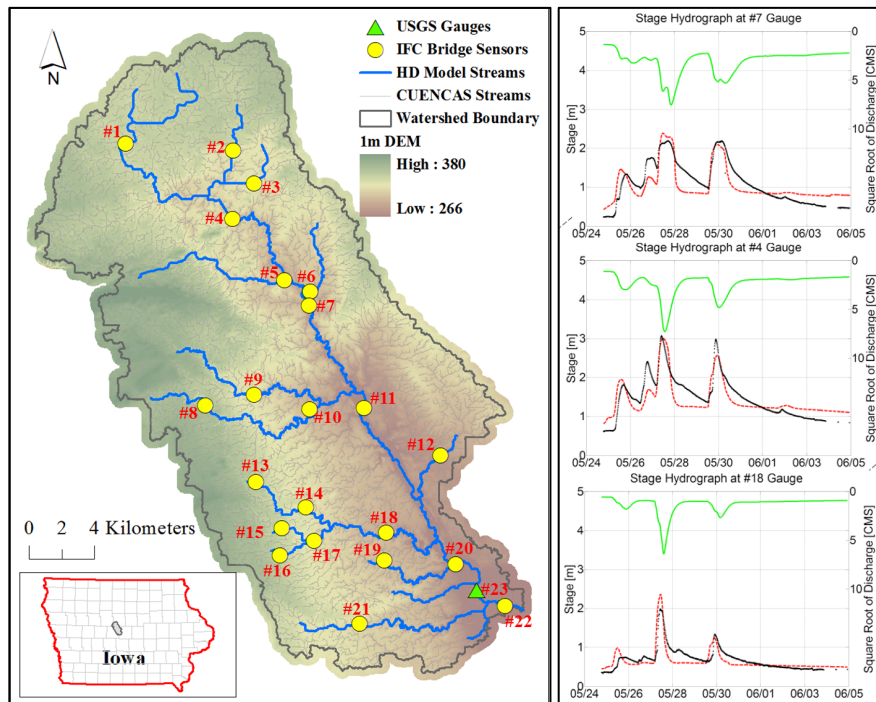 USGS Gauges
IFC Bridge Sensors
HD Model Streams
CUENCAS Streams
Watershed Boundary
1m DEM
High : 380
Low : 266
N
#1
#2
#3
#4
#5
#6
#7
#9
#8
#10
#11
#12
#13
#14
#15
#18
#17
#16
#19
#20
#23
#22
#21
0 2 4 Kilometers
Iowa
Stage Hydrograph at #7 Gauge
5
4
3
2
1
0
Stage [m]
0
5
10
Square Root of Discharge [CMS]
05/24 05/26 05/28 05/30 06/01 06/03 06/05
Stage Hydrograph at #4 Gauge
5
4
3
2
1
0
Stage [m]
0
5
10
Square Root of Discharge [CMS]
05/24 05/26 05/28 05/30 06/01 06/03 06/05
Stage Hydrograph at #18 Gauge
5
4
3
2
1
0
Stage [m]
0
5
10
Square Root of Discharge [CMS]
05/24 05/26 05/28 05/30 06/01 06/03 06/05